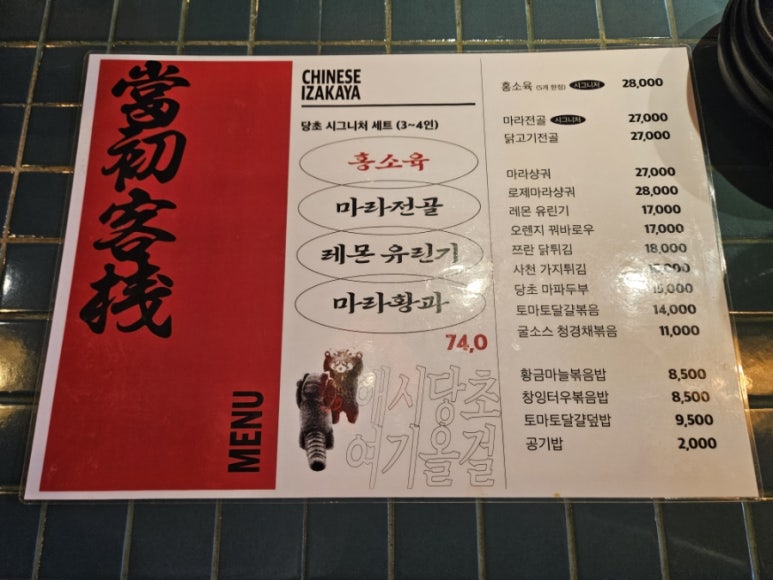 當初客栈
MENU
CHINESE
IZAKAYA
당초 시그니처 세트 (3~4인)
홍소육
마라전골
레몬 유린기
마라황과
74,0
애시당초
여기올걸
홍소육 (5개 한정) 시그니처 28,000
마라전골 시그니처 27,000
닭고기전골 27,000
마라샹궈 27,000
로제마라샹궈 28,000
레몬 유린기 17,000
오렌지 꿔바로우 17,000
쯔란 닭튀김 18,000
사천 가지튀김
당초 마파두부 15,000
토마토달걀볶음 14,000
굴소스 청경채볶음 11,000
황금마늘볶음밥 8,500
창잉터우볶음밥 8,500
토마토달걀덮밥 9,500
공기밥 2,000